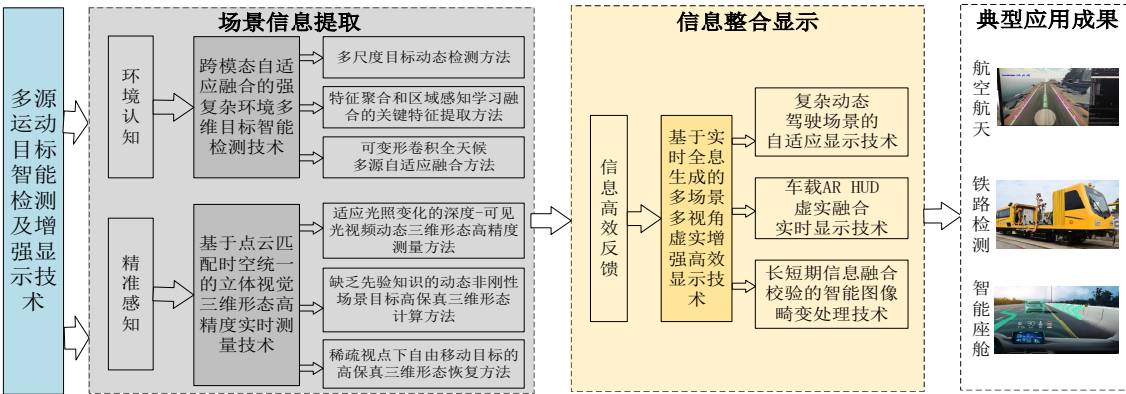 场景信息提取
信息整合显示
典型应用成果
多源
运动
目标
智能
检测
及增
强显
示技
术
环
境
认
知
跨模态自适
应融合的强
复杂环境多
维目标智能
检测技术
多尺度目标动态检测方法
特征聚合和区域感知学习融
合的关键特征提取方法
可变形卷积全天候
多源自适应融合方法
精
准
感
知
基于点云匹
配时空统一
的立体视觉
三维形态高
精度实时测
量技术
适应光照变化的深度-可见
光视频动态三维形态高精度
测量方法
缺乏先验知识的动态非刚性
场景目标高保真三维形态
计算方法
稀疏视点下自由移动目标的
高保真三维形态恢复方法
信
息
高
效
反
馈
基于实
时全息
生成的
多场景
多视角
虚实增
强高效
显示技
术
复杂动态
驾驶场景的
自适应显示技术
车载AR HUD
虚实融合
实时显示技术
长短期信息融合
校验的智能图像
畸变处理技术
航
空
航
天
铁
路
检
测
智
能
座
舱